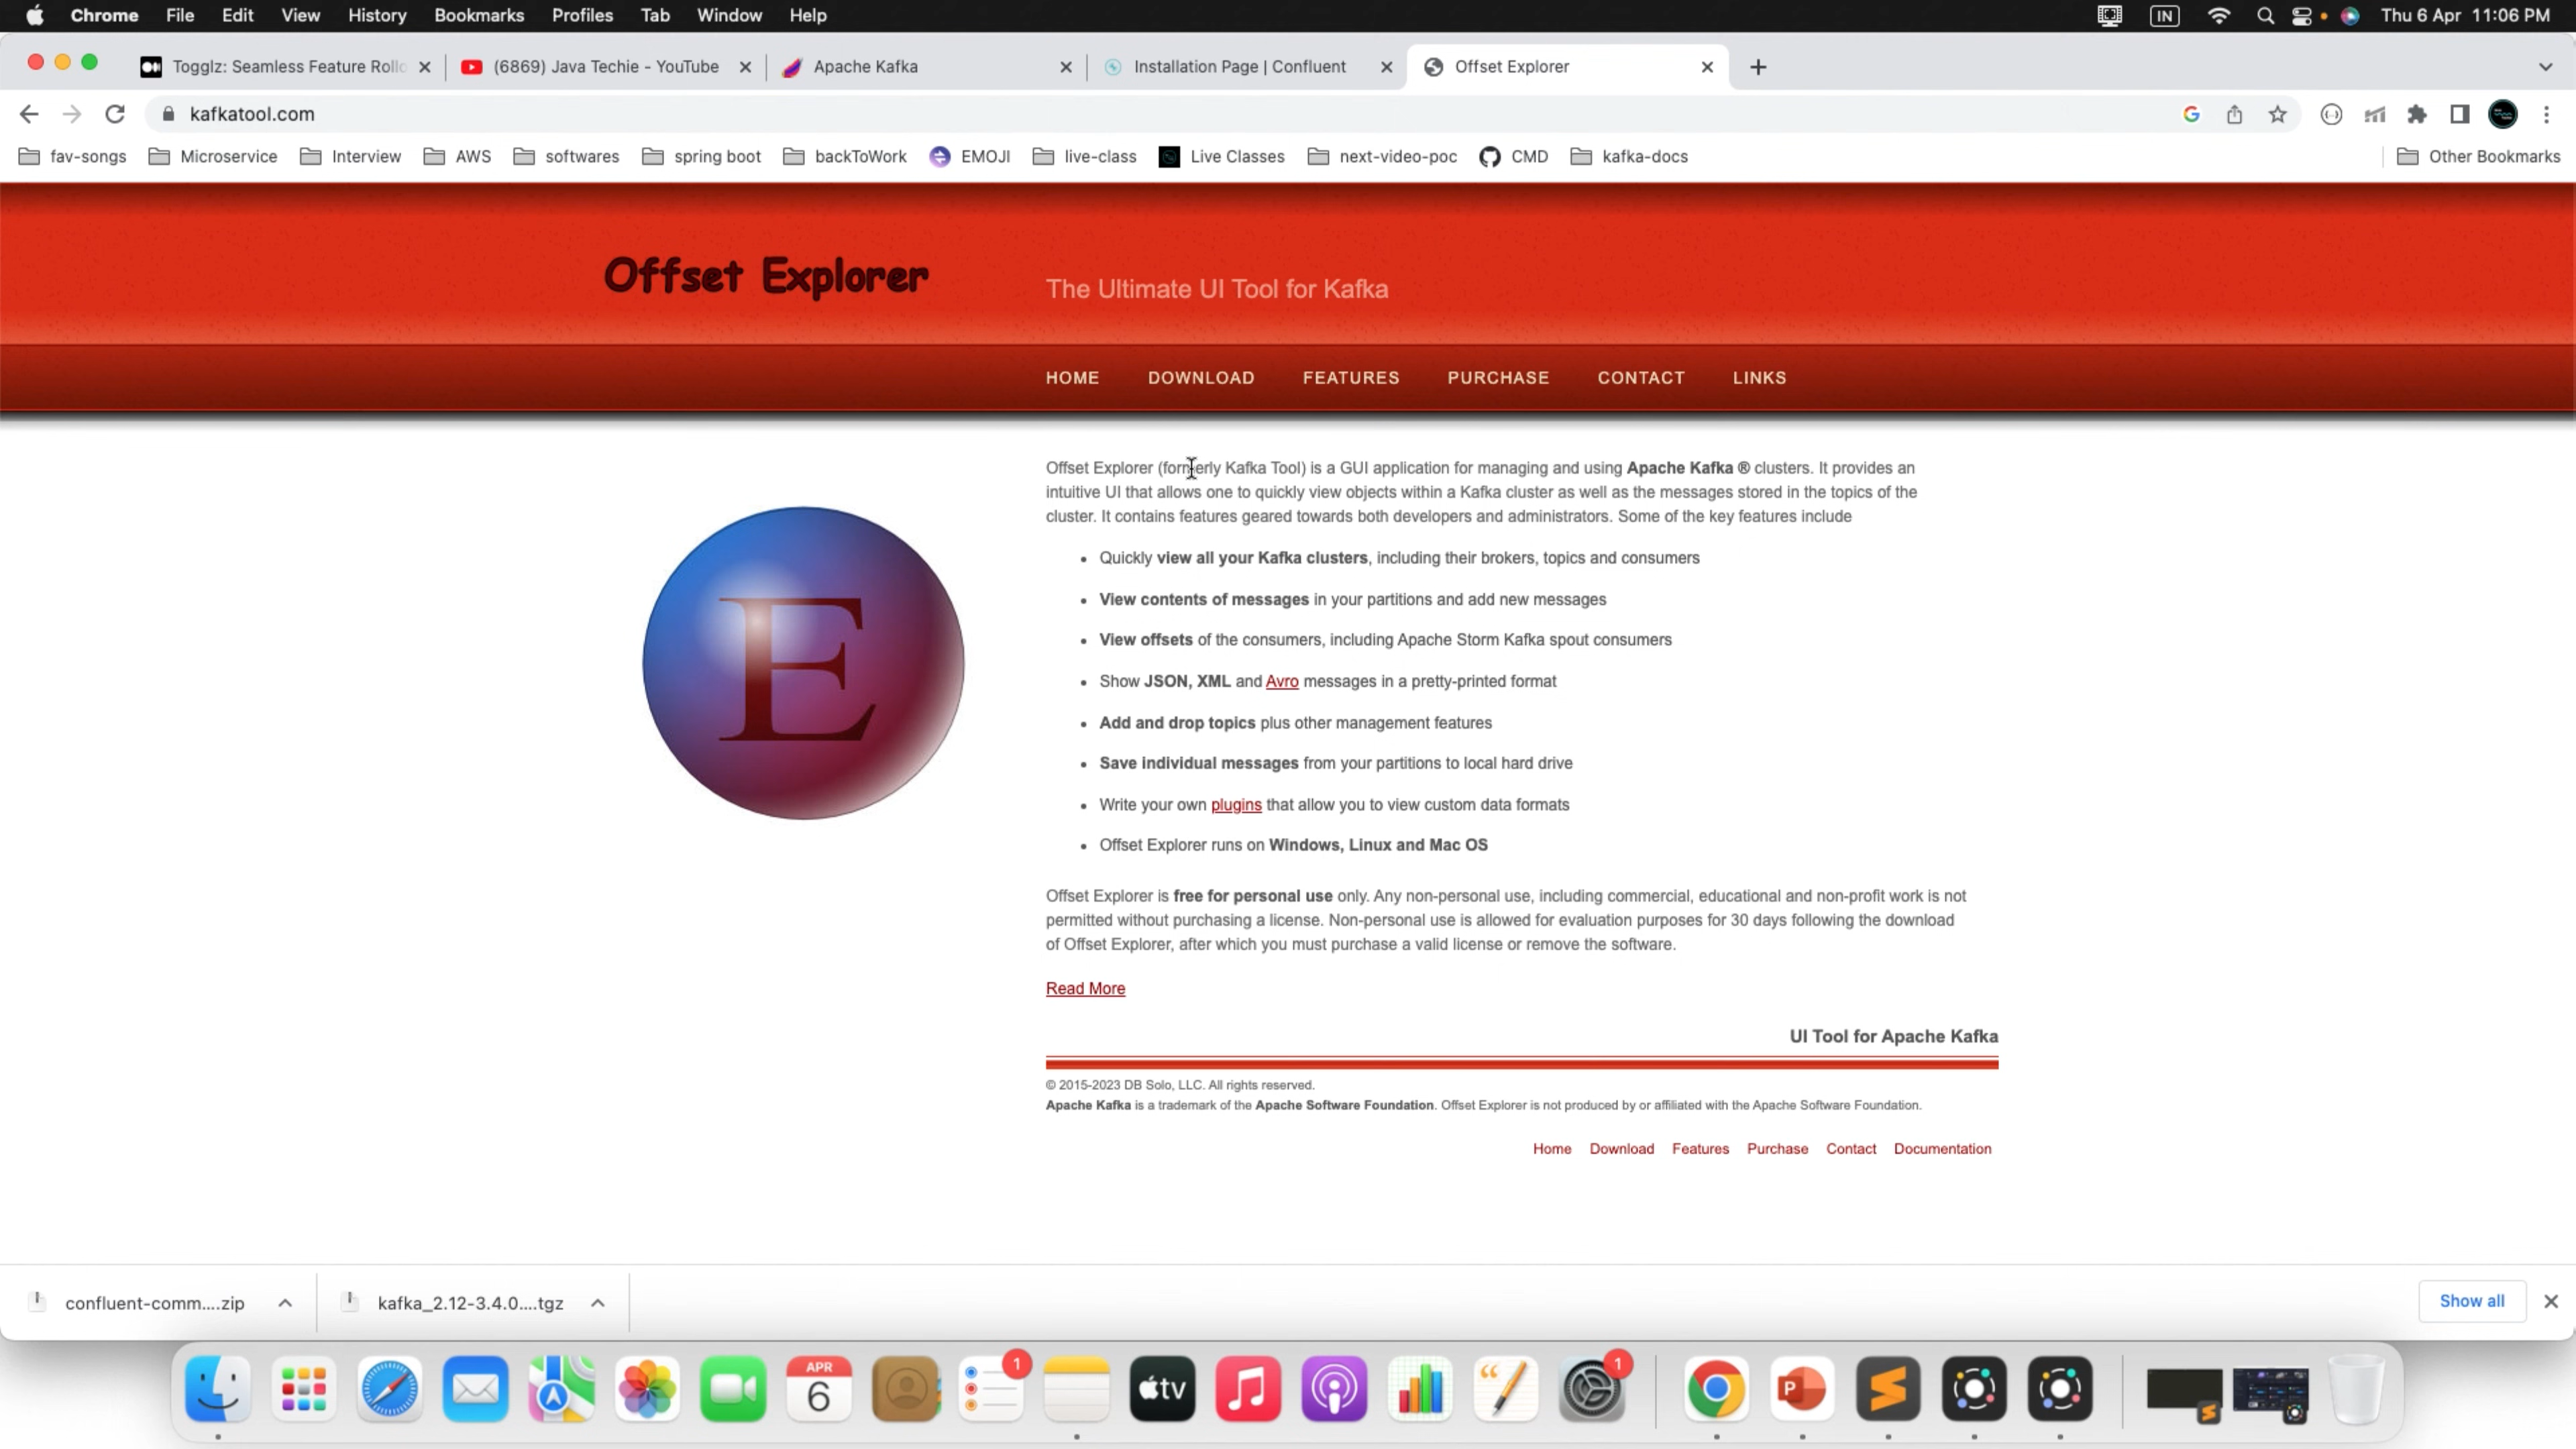 Chrome File Edit View History Bookmarks Profiles Tab Window Help IN Thu 6 Apr 11:06 PM
Togglz: Seamless Feature Rollo (6869) Java Techie - YouTube Apache Kafka Installation Page | Confluent Offset Explorer
kafkatool.com
fav-songs Microservice Interview AWS softwares spring boot backToWork EMOJI live-class Live Classes next-video-poc CMD kafka-docs Other Bookmarks
Offset Explorer
The Ultimate UI Tool for Kafka
HOME DOWNLOAD FEATURES PURCHASE CONTACT LINKS
Offset Explorer (formerly Kafka Tool) is a GUI application for managing and using Apache Kafka ® clusters. It provides an
intuitive UI that allows one to quickly view objects within a Kafka cluster as well as the messages stored in the topics of the
cluster. It contains features geared towards both developers and administrators. Some of the key features include
• Quickly view all your Kafka clusters, including their brokers, topics and consumers
• View contents of messages in your partitions and add new messages
• View offsets of the consumers, including Apache Storm Kafka spout consumers
• Show JSON, XML and Avro messages in a pretty-printed format
• Add and drop topics plus other management features
• Save individual messages from your partitions to local hard drive
• Write your own plugins that allow you to view custom data formats
• Offset Explorer runs on Windows, Linux and Mac OS
E
Offset Explorer is free for personal use only. Any non-personal use, including commercial, educational and non-profit work is not
permitted without purchasing a license. Non-personal use is allowed for evaluation purposes for 30 days following the download
of Offset Explorer, after which you must purchase a valid license or remove the software.
Read More
UI Tool for Apache Kafka
© 2015-2023 DB Solo, LLC. All rights reserved.
Apache Kafka is a trademark of the Apache Software Foundation. Offset Explorer is not produced by or affiliated with the Apache Software Foundation.
Home Download Features Purchase Contact Documentation
confluent-comm....zip kafka_2.12-3.4.0....tgz Show all
APR
6
1
tv
1
P